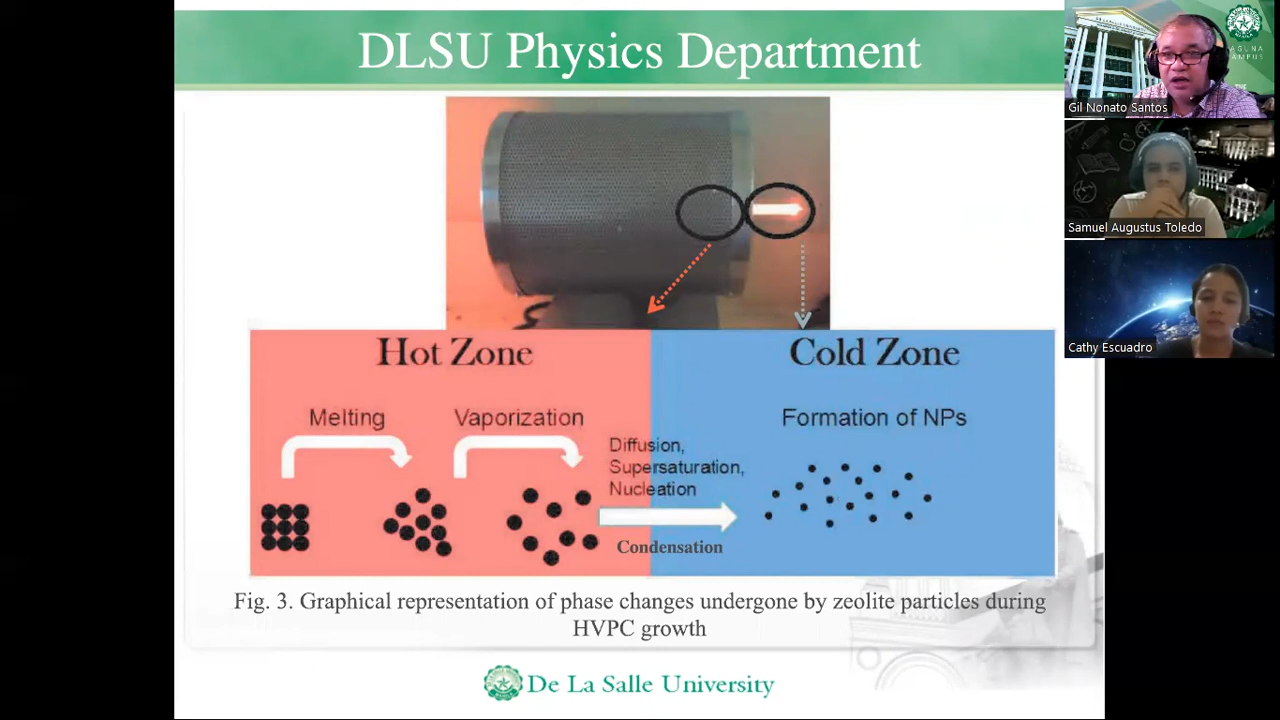 DLSU Physics Department
Hot Zone
Cold Zone
Melting
Vaporization
Formation of NPs
Diffusion,
Supersaturation,
Nucleation
Condensation
Fig. 3. Graphical representation of phase changes undergone by zeolite particles during
HVPC growth
De La Salle University
Gil Nonato Santos
Samuel Augustus Toledo
Cathy Escuadro